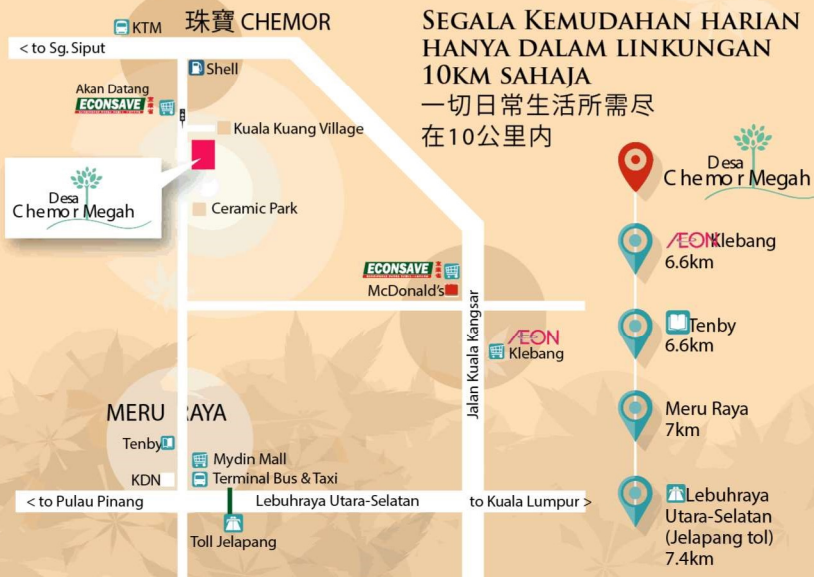 KTM
珠寶 CHEMOR
< to Sg. Siput
Shell
Akan Datang
ECONSAVE
Kuala Kuang Village
Desa
Chemor Megah
Ceramic Park
ECONSAVE
McDonald's
Jalan Kuala Kangsar
ÆON
Klebang
MERU RAYA
Tenby
Mydin Mall
KDN
Terminal Bus & Taxi
< to Pulau Pinang
Lebuhraya Utara-Selatan
to Kuala Lumpur >
Toll Jelapang
SEGALA KEMUDAHAN HARIAN
HANYA DALAM LINKUNGAN
10KM SAHAJA
一切日常生活所需尽
在10公里内
Desa
Chemor Megah
ÆON Klebang
6.6km
Tenby
6.6km
Meru Raya
7km
Lebuhraya
Utara-Selatan
(Jelapang tol)
7.4km